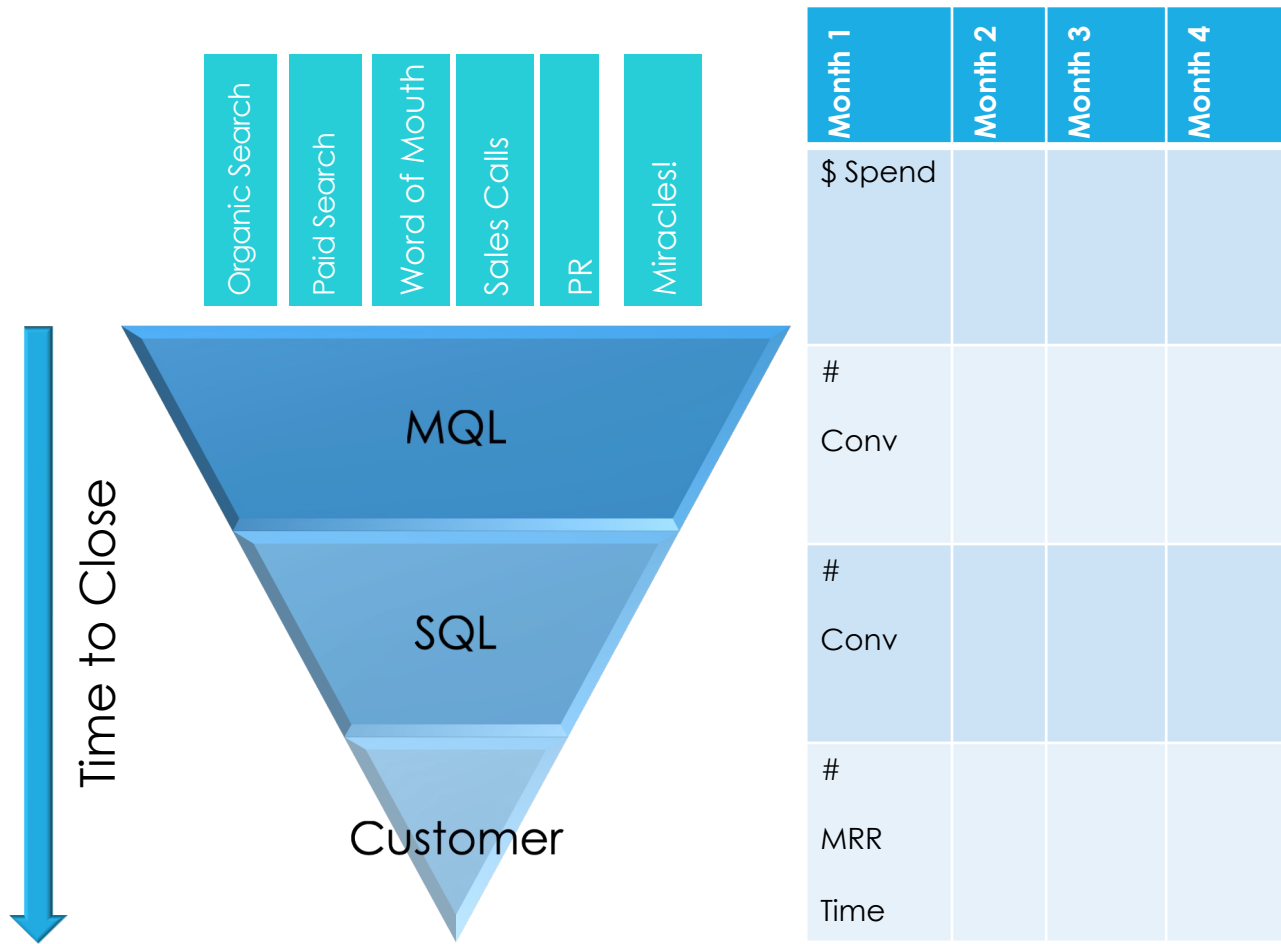 Organic Search
Paid Search
Word of Mouth
Sales Calls
PR
Miracles!
Time to Close
MQL
SQL
Customer
Month 1
Month 2
Month 3
Month 4
$ Spend
#
Conv
#
Conv
#
MRR
Time